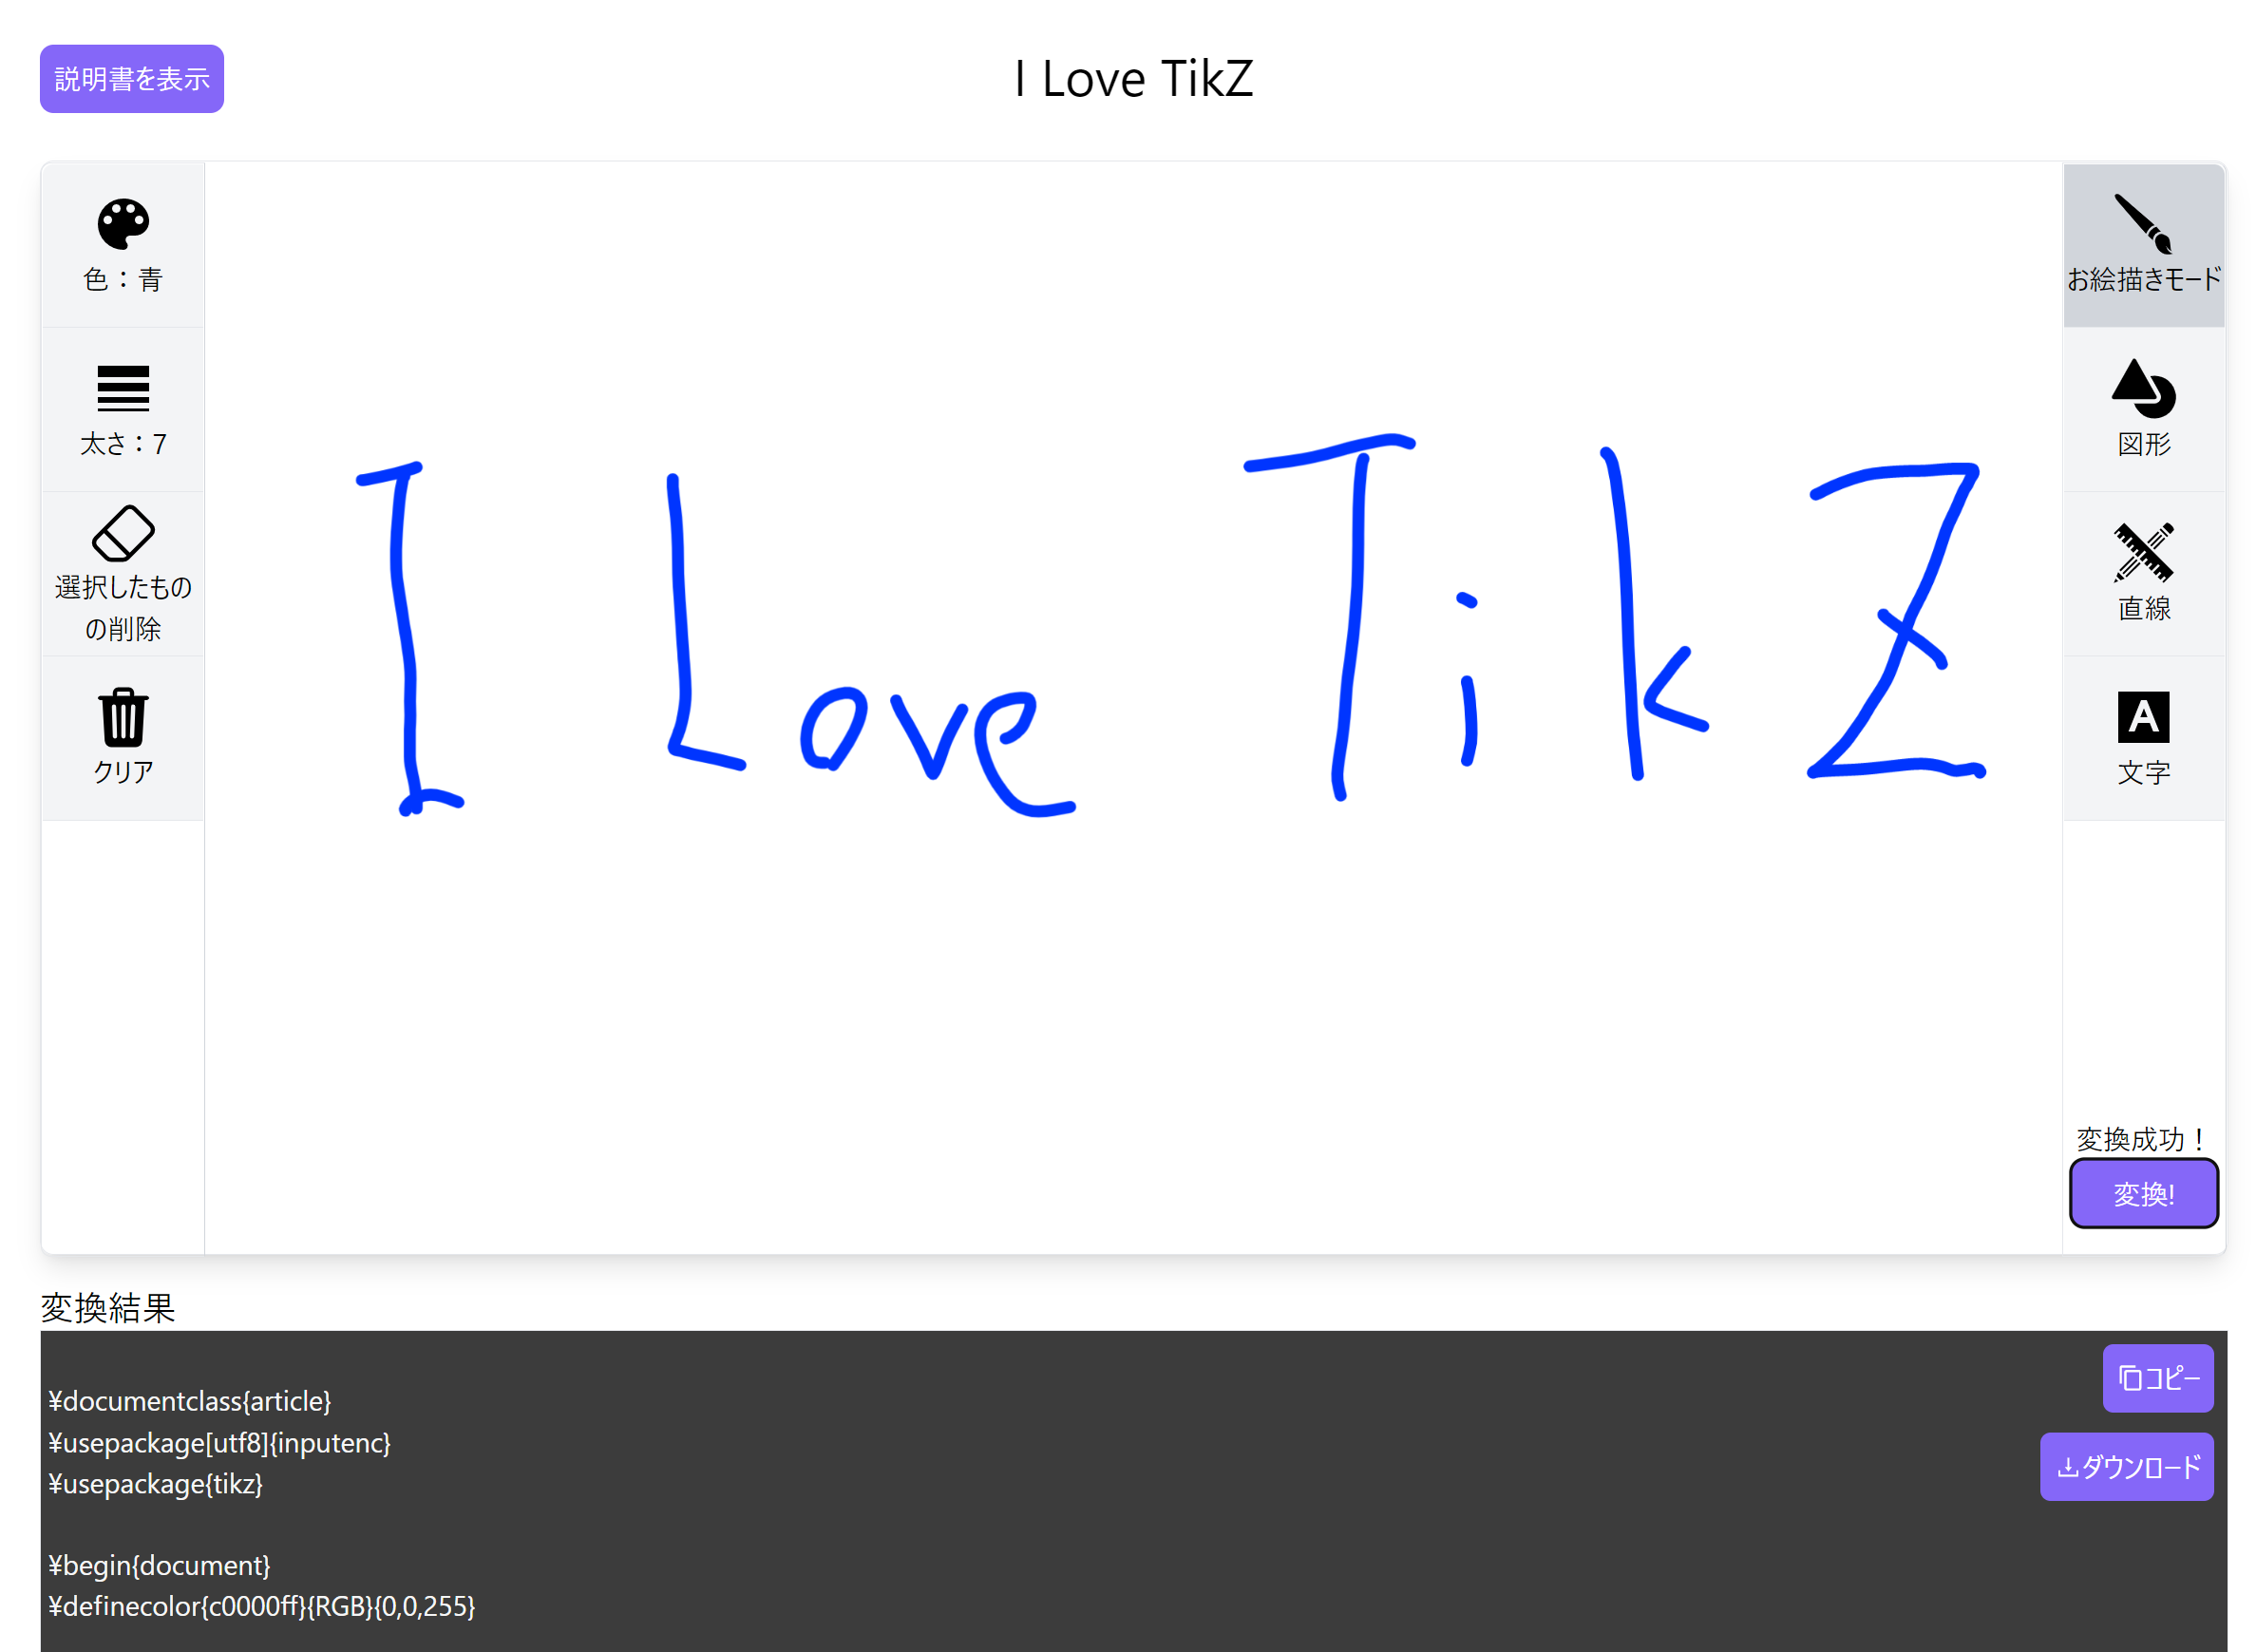 説明書を表示
I Love TikZ
色：青
太さ：7
選択したもの
の削除
クリア
I Love TikZ
お絵描きモード
図形
直線
A
文字
変換成功！
変換!
変換結果
コピー
ダウンロード
¥documentclass{article}
¥usepackage[utf8]{inputenc}
¥usepackage{tikz}
¥begin{document}
¥definecolor{c0000ff}{RGB}{0,0,255}